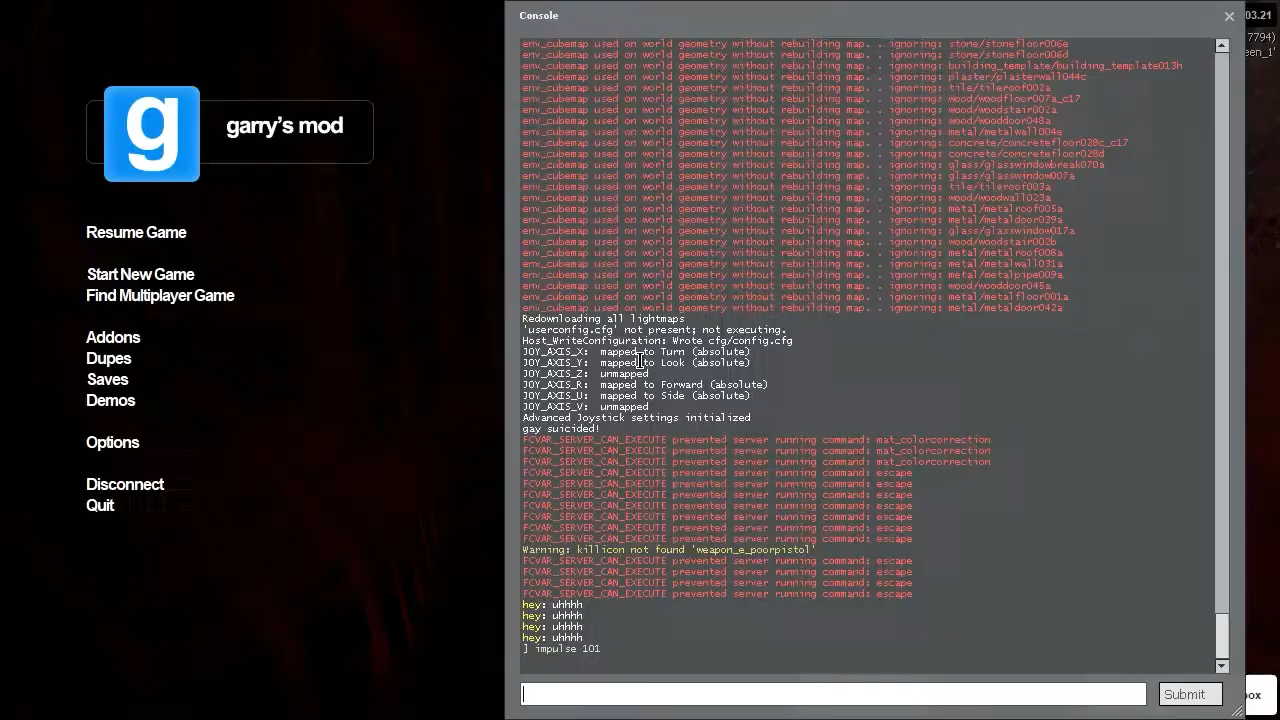 Console
03.21
7794)
een_1'
g
garry's mod
Resume Game
Start New Game
Find Multiplayer Game
Addons
Dupes
Saves
Demos
Options
Disconnect
Quit
env_cubemap used on world geometry without rebuilding map. . ignoring: stone/stonefloor006e
env_cubemap used on world geometry without rebuilding map. . ignoring: stone/stonefloor006d
env_cubemap used on world geometry without rebuilding map. . ignoring: building_template/building_template013h
env_cubemap used on world geometry without rebuilding map. . ignoring: plaster/plasterwall044c
env_cubemap used on world geometry without rebuilding map. . ignoring: tile/tileroof002a
env_cubemap used on world geometry without rebuilding map. . ignoring: wood/woodfloor007a_c17
env_cubemap used on world geometry without rebuilding map. . ignoring: wood/woodstair002a
env_cubemap used on world geometry without rebuilding map. . ignoring: wood/wooddoor048a
env_cubemap used on world geometry without rebuilding map. . ignoring: metal/metalwall004e
env_cubemap used on world geometry without rebuilding map. . ignoring: concrete/concretefloor028c_c17
env_cubemap used on world geometry without rebuilding map. . ignoring: concrete/concretefloor028d
env_cubemap used on world geometry without rebuilding map. . ignoring: glass/glasswindowbreak070a
env_cubemap used on world geometry without rebuilding map. . ignoring: glass/glasswindow007a
env_cubemap used on world geometry without rebuilding map. . ignoring: tile/tileroof003a
env_cubemap used on world geometry without rebuilding map. . ignoring: wood/woodwall023a
env_cubemap used on world geometry without rebuilding map. . ignoring: metal/metalroof005a
env_cubemap used on world geometry without rebuilding map. . ignoring: metal/metaldoor039a
env_cubemap used on world geometry without rebuilding map. . ignoring: glass/glasswindow017a
env_cubemap used on world geometry without rebuilding map. . ignoring: wood/woodstair002b
env_cubemap used on world geometry without rebuilding map. . ignoring: metal/metalroof008a
env_cubemap used on world geometry without rebuilding map. . ignoring: metal/metalwall031a
env_cubemap used on world geometry without rebuilding map. . ignoring: metal/metalpipe009a
env_cubemap used on world geometry without rebuilding map. . ignoring: wood/wooddoor045a
env_cubemap used on world geometry without rebuilding map. . ignoring: metal/metalfloor001a
env_cubemap used on world geometry without rebuilding map. . ignoring: metal/metaldoor042a
Redownloading all lightmaps
'userconfig.cfg' not present; not executing.
Host_WriteConfiguration: Wrote cfg/config.cfg
JOY_AXIS_X: mapped to Turn (absolute)
JOY_AXIS_Y: mapped to Look (absolute)
JOY_AXIS_Z: unmapped
JOY_AXIS_R: mapped to Forward (absolute)
JOY_AXIS_U: mapped to Side (absolute)
JOY_AXIS_V: unmapped
Advanced Joystick settings initialized
gay suicided!
FCVAR_SERVER_CAN_EXECUTE prevented server running command: mat_colorcorrection
FCVAR_SERVER_CAN_EXECUTE prevented server running command: mat_colorcorrection
FCVAR_SERVER_CAN_EXECUTE prevented server running command: mat_colorcorrection
FCVAR_SERVER_CAN_EXECUTE prevented server running command: escape
FCVAR_SERVER_CAN_EXECUTE prevented server running command: escape
FCVAR_SERVER_CAN_EXECUTE prevented server running command: escape
FCVAR_SERVER_CAN_EXECUTE prevented server running command: escape
FCVAR_SERVER_CAN_EXECUTE prevented server running command: escape
FCVAR_SERVER_CAN_EXECUTE prevented server running command: escape
FCVAR_SERVER_CAN_EXECUTE prevented server running command: escape
Warning: killicon not found 'weapon_e_poorpistol'
FCVAR_SERVER_CAN_EXECUTE prevented server running command: escape
FCVAR_SERVER_CAN_EXECUTE prevented server running command: escape
FCVAR_SERVER_CAN_EXECUTE prevented server running command: escape
FCVAR_SERVER_CAN_EXECUTE prevented server running command: escape
hey: uhhhh
hey: uhhhh
hey: uhhhh
hey: uhhhh
] impulse 101
Submit
box